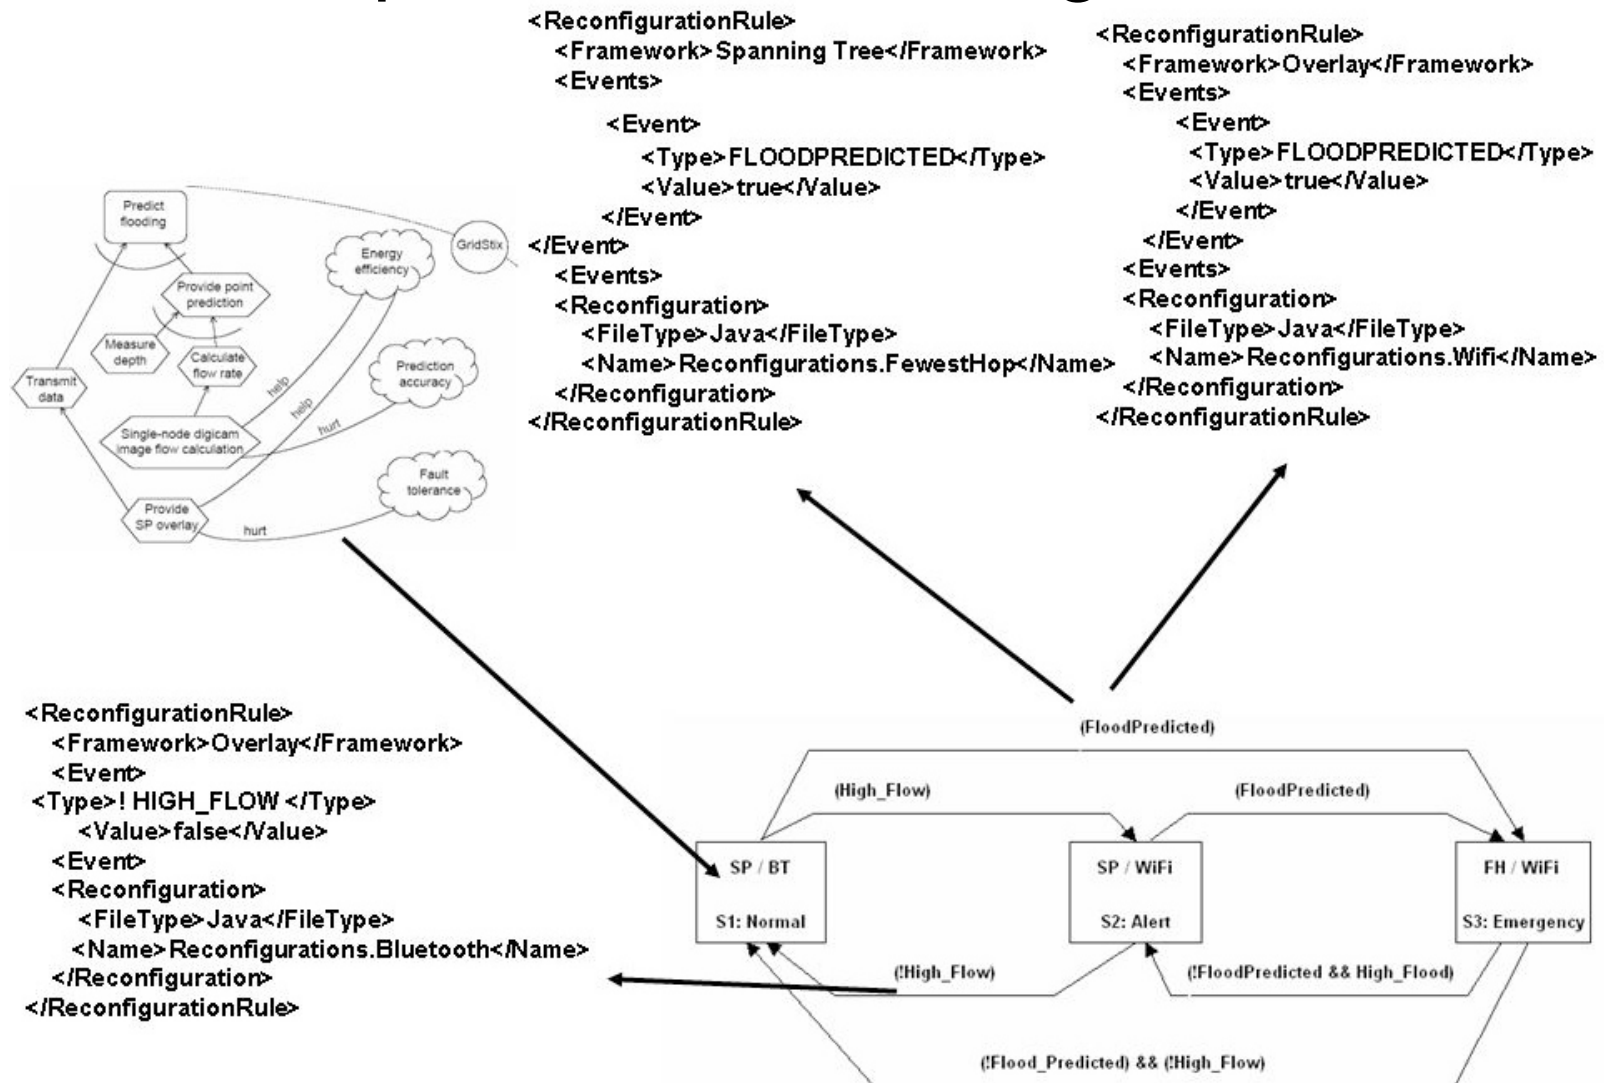 <ReconfigurationRule>
<Framework>Spanning Tree</Framework>
<Events>
<Event>
<Type>FLOODPREDICTED</Type>
<Value>true</Value>
</Event>
</Event>
<Events>
<Reconfiguration>
<FileType>Java</FileType>
<Name>Reconfigurations.FewestHop</Name>
</Reconfiguration>
</ReconfigurationRule>
<ReconfigurationRule>
<Framework>Overlay</Framework>
<Events>
<Event>
<Type>FLOODPREDICTED</Type>
<Value>true</Value>
</Event>
</Event>
<Events>
<Reconfiguration>
<FileType>Java</FileType>
<Name>Reconfigurations.Wifi</Name>
</Reconfiguration>
</ReconfigurationRule>
Predict
flooding
GridStix
Energy
efficiency
Provide point
prediction
Measure
depth
Calculate
flow rate
Prediction
accuracy
Transmit
data
help
help
hurt
Single-node digicam
image flow calculation
Fault
tolerance
Provide
SP overlay
hurt
<ReconfigurationRule>
<Framework>Overlay</Framework>
<Event>
<Type>! HIGH_FLOW </Type>
<Value>false</Value>
<Event>
<Reconfiguration>
<FileType>Java</FileType>
<Name>Reconfigurations.Bluetooth</Name>
</Reconfiguration>
</ReconfigurationRule>
(FloodPredicted)
(High_Flow)
(FloodPredicted)
SP / BT
S1: Normal
SP / WiFi
S2: Alert
FH / WiFi
S3: Emergency
(!High_Flow)
(!FloodPredicted && High_Flood)
(!Flood_Predicted) && (!High_Flow)